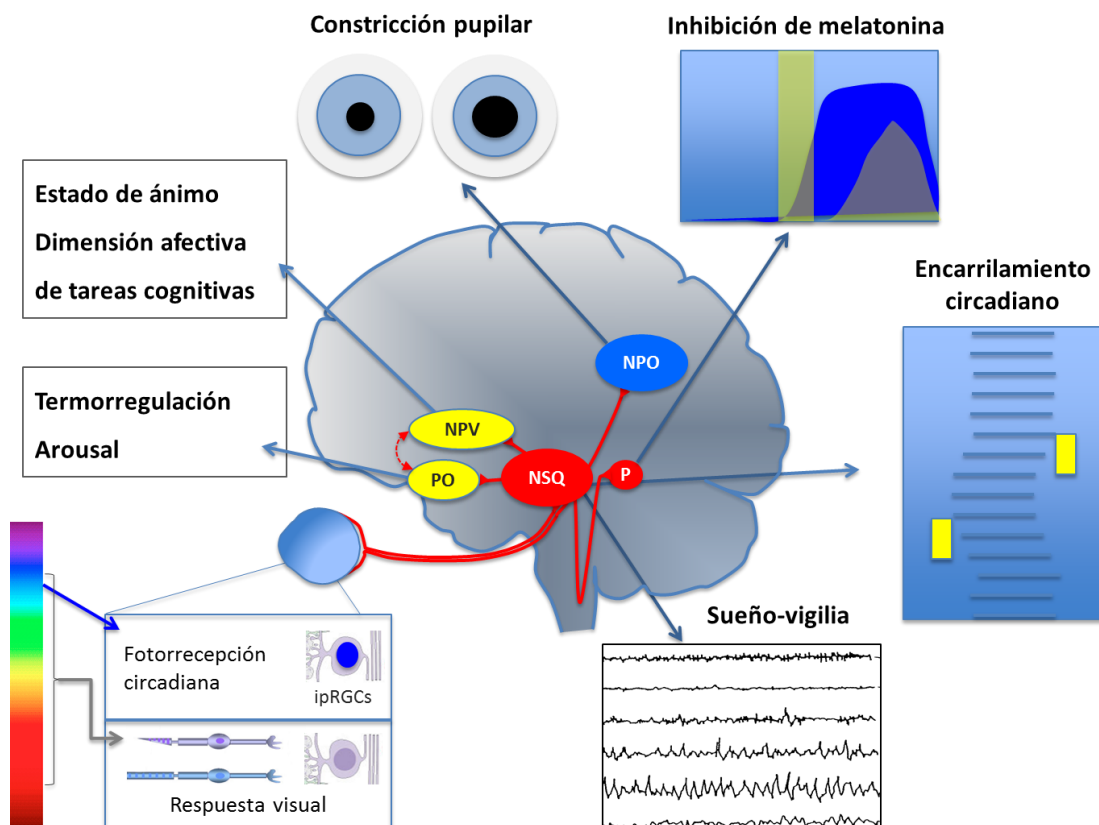 Constricción pupilar
Inhibición de melatonina
Estado de ánimo
Dimensión afectiva
de tareas cognitivas
Encarrilamiento
circadiano
NPO
Termorregulación
Arousal
NPV
PO
NSQ
P
Sueño-vigilia
Fotorrecepción
circadiana
ipRGCs
Respuesta visual